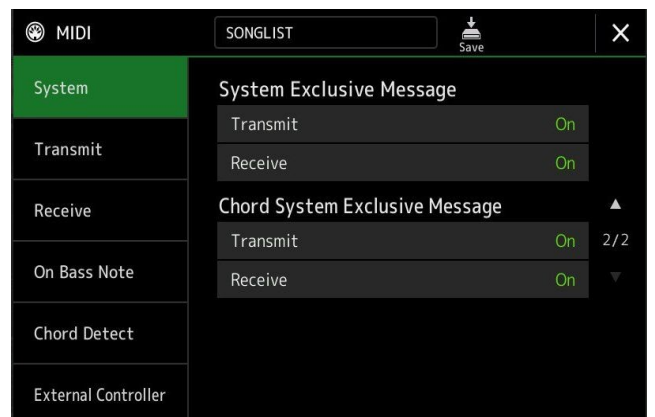 MIDI
SONGLIST
Save
System
Transmit
Receive
On Bass Note
Chord Detect
External Controller
System Exclusive Message
Transmit On
Receive On
Chord System Exclusive Message
Transmit On
Receive On
2/2